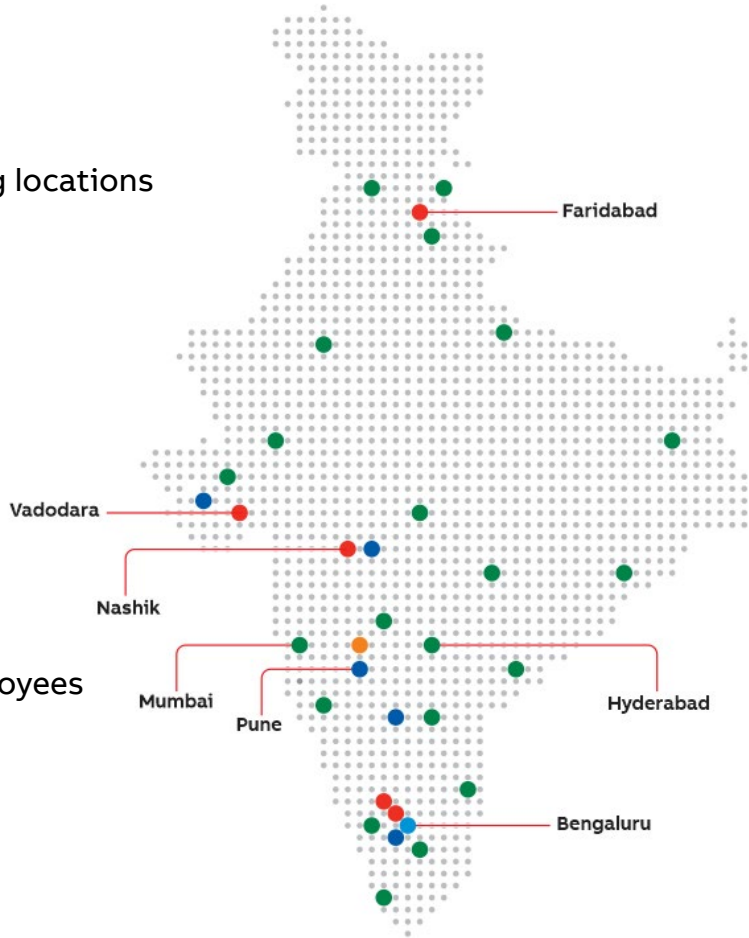 g locations
Faridabad
Vadodara
Nashik
oyees
Mumbai
Pune
Hyderabad
Bengaluru